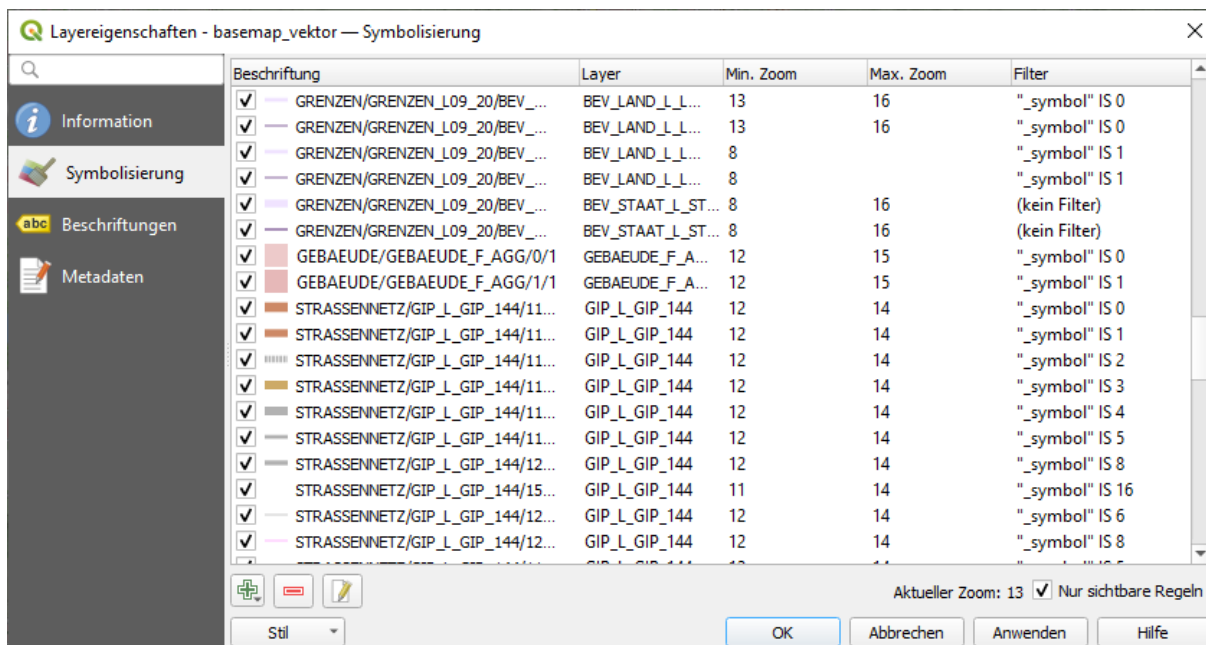 Layereigenschaften - basemap_vektor — Symbolisierung
Information
Symbolisierung
abc Beschriftungen
Metadaten
Beschriftung Layer Min. Zoom Max. Zoom Filter
GRENZEN/GRENZEN_L09_20/BEV_... BEV_LAND_L_L... 13 16 "_symbol" IS 0
GRENZEN/GRENZEN_L09_20/BEV_... BEV_LAND_L_L... 13 16 "_symbol" IS 0
GRENZEN/GRENZEN_L09_20/BEV_... BEV_LAND_L_L... 8 "_symbol" IS 1
GRENZEN/GRENZEN_L09_20/BEV_... BEV_LAND_L_L... 8 "_symbol" IS 1
GRENZEN/GRENZEN_L09_20/BEV_... BEV_STAAT_L_ST... 8 16 (kein Filter)
GRENZEN/GRENZEN_L09_20/BEV_... BEV_STAAT_L_ST... 8 16 (kein Filter)
GEBAEUDE/GEBAEUDE_F_AGG/0/1 GEBAEUDE_F_A... 12 15 "_symbol" IS 0
GEBAEUDE/GEBAEUDE_F_AGG/1/1 GEBAEUDE_F_A... 12 15 "_symbol" IS 1
STRASSENNETZ/GIP_L_GIP_144/11... GIP_L_GIP_144 12 14 "_symbol" IS 0
STRASSENNETZ/GIP_L_GIP_144/11... GIP_L_GIP_144 12 14 "_symbol" IS 1
STRASSENNETZ/GIP_L_GIP_144/11... GIP_L_GIP_144 12 14 "_symbol" IS 2
STRASSENNETZ/GIP_L_GIP_144/11... GIP_L_GIP_144 12 14 "_symbol" IS 3
STRASSENNETZ/GIP_L_GIP_144/11... GIP_L_GIP_144 12 14 "_symbol" IS 4
STRASSENNETZ/GIP_L_GIP_144/11... GIP_L_GIP_144 12 14 "_symbol" IS 5
STRASSENNETZ/GIP_L_GIP_144/12... GIP_L_GIP_144 12 14 "_symbol" IS 8
STRASSENNETZ/GIP_L_GIP_144/15... GIP_L_GIP_144 11 14 "_symbol" IS 16
STRASSENNETZ/GIP_L_GIP_144/12... GIP_L_GIP_144 12 14 "_symbol" IS 6
STRASSENNETZ/GIP_L_GIP_144/12... GIP_L_GIP_144 12 14 "_symbol" IS 8
Aktueller Zoom: 13 Nur sichtbare Regeln
Stil OK Abbrechen Anwenden Hilfe